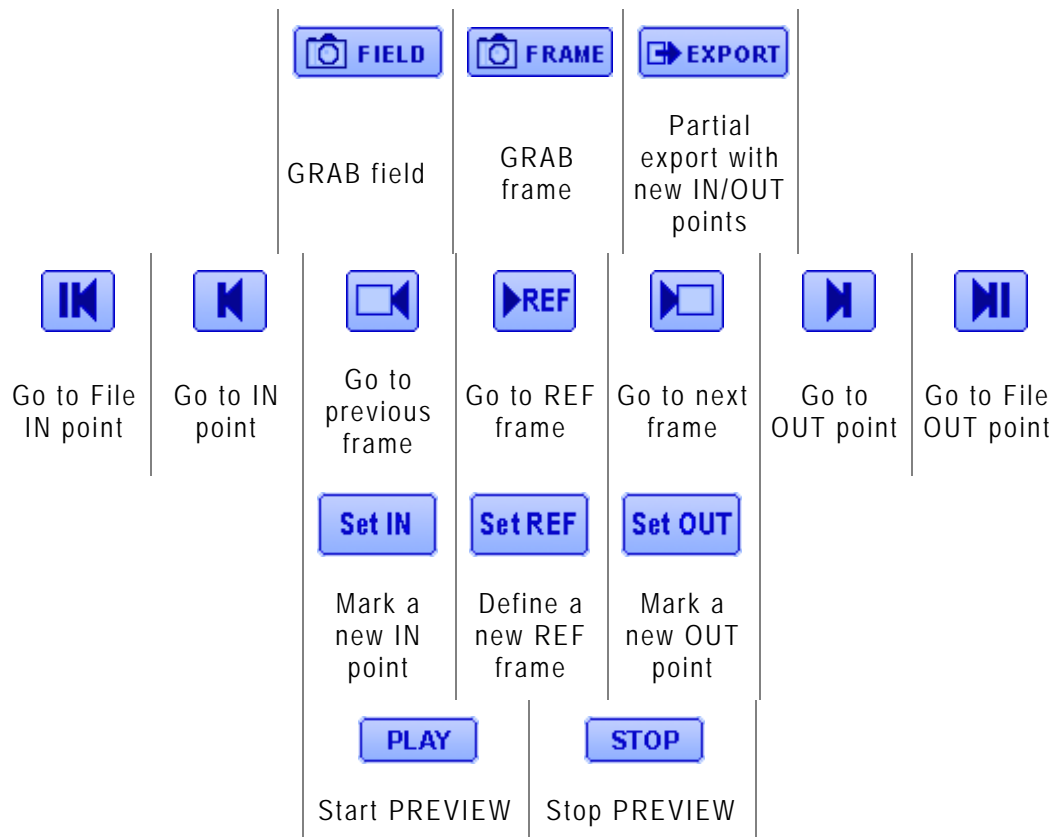 FIELD FRAME EXPORT
GRAB field
GRAB
frame
Partial
export with
new IN/OUT
points
REF
Go to File
IN point
Go to IN
point
Go to
previous
frame
Go to REF
frame
Go to next
frame
Go to
OUT point
Go to File
OUT point
Set IN Set REF Set OUT
Mark a
new IN
point
Define a
new REF
frame
Mark a
new OUT
point
PLAY STOP
Start PREVIEW
Stop PREVIEW